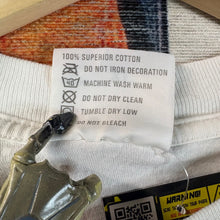 100% SUPERIOR COTTON
DO NOT IRON DECORATION
MACHINE WASH WARM
DO NOT DRY CLEAN
TUMBLE DRY LOW
DO NOT BLEACH
WARNING!